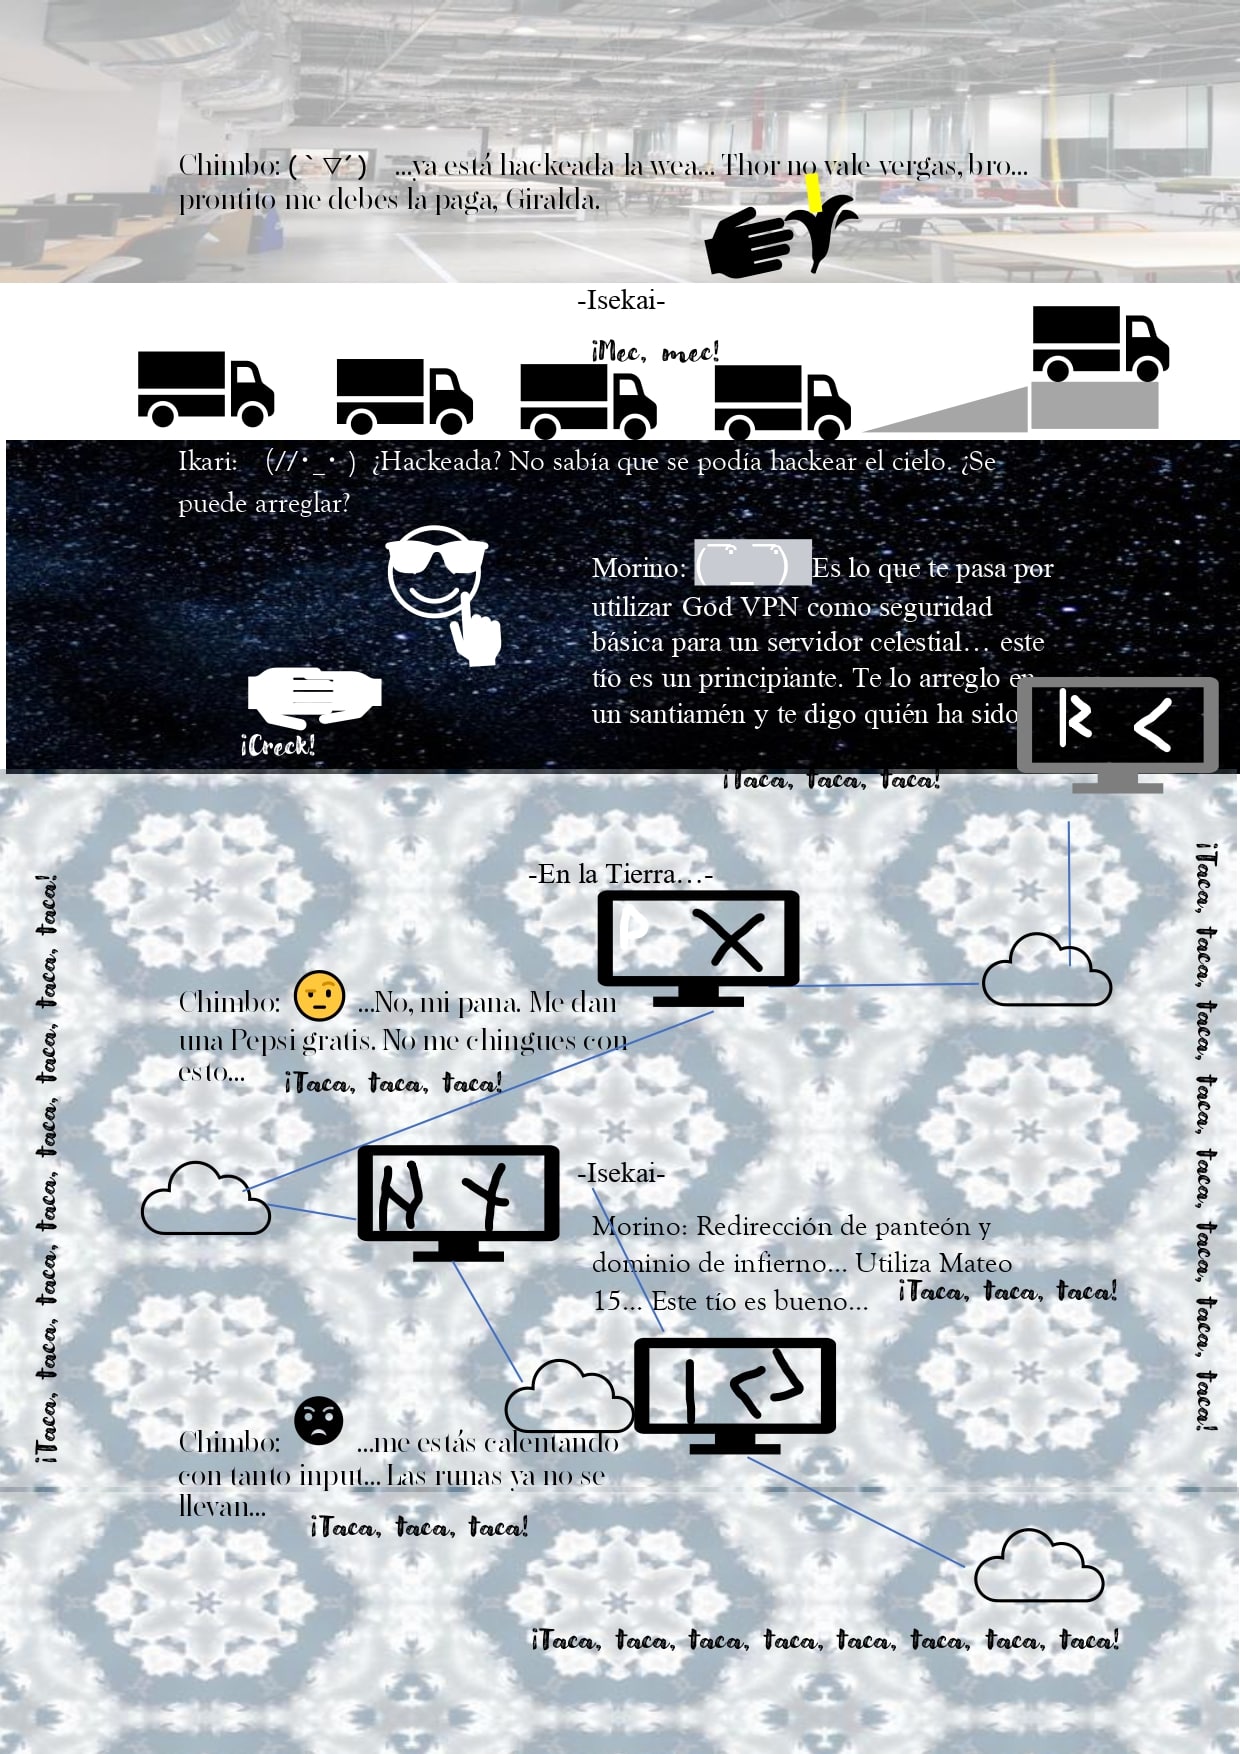 Chimbo: (｀▽´) ...ya está hackeada la wea... Thor no vale vergas, bro...
prontito me debes la paga, Giralda.
-Isekai-
¡Mec, mec!
Ikari: (//･_･ ) ¿Hackeada? No sabía que se podía hackear el cielo. ¿Se
puede arreglar?
Morino: Es lo que te pasa por
utilizar God VPN como seguridad
básica para un servidor celestial… este
tío es un principiante. Te lo arreglo en
un santiamén y te digo quién ha sido
¡Creck!
¡Taca, taca, taca!
-En la Tierra…-
Chimbo: ...No, mi pana. Me dan
una Pepsi gratis. No me chingues con
esto...
¡Taca, taca, taca!
¡Taca, taca, taca, taca, taca, taca, taca, taca!
¡Taca, taca, taca, taca, taca, taca, taca, taca!
-Isekai-
Morino: Redirección de panteón y
dominio de infierno... Utiliza Mateo
15... Este tío es bueno...
¡Taca, taca, taca!
Chimbo: ...me estás calentando
con tanto input... Las runas ya no se
llevan...
¡Taca, taca, taca!
¡Taca, taca, taca, taca, taca, taca, taca, taca!